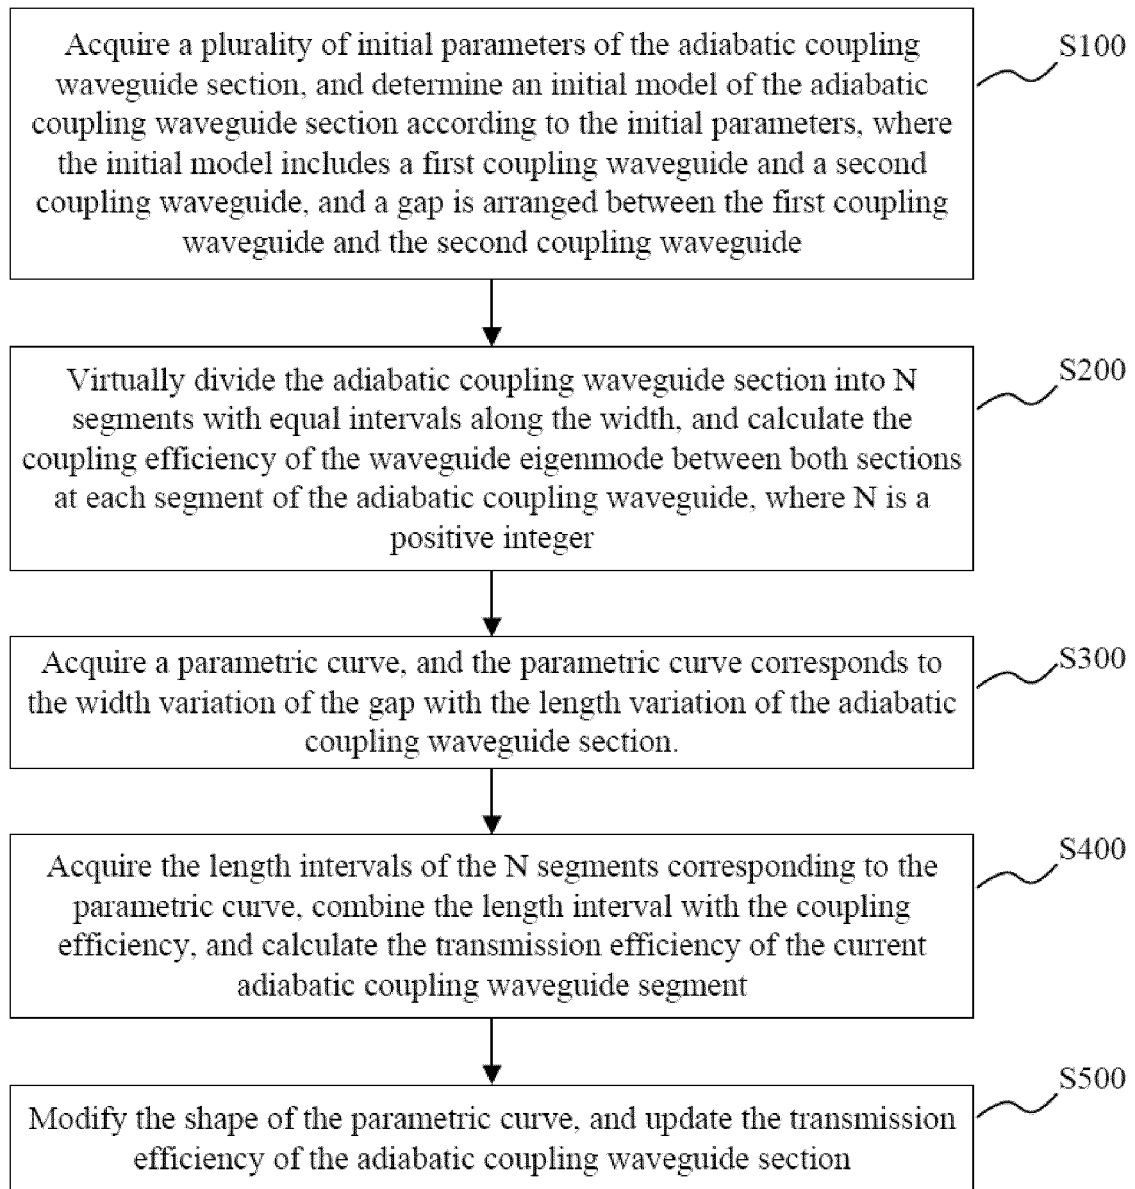 Acquire a plurality of initial parameters of the adiabatic coupling
waveguide section, and determine an initial model of the adiabatic
coupling waveguide section according to the initial parameters, where
the initial model includes a first coupling waveguide and a second
coupling waveguide, and a gap is arranged between the first coupling
waveguide and the second coupling waveguide
S100
Virtually divide the adiabatic coupling waveguide section into N
segments with equal intervals along the width, and calculate the
coupling efficiency of the waveguide eigenmode between both sections
at each segment of the adiabatic coupling waveguide, where N is a
positive integer
S200
Acquire a parametric curve, and the parametric curve corresponds to
the width variation of the gap with the length variation of the adiabatic
coupling waveguide section.
S300
Acquire the length intervals of the N segments corresponding to the
parametric curve, combine the length interval with the coupling
efficiency, and calculate the transmission efficiency of the current
adiabatic coupling waveguide segment
S400
Modify the shape of the parametric curve, and update the transmission
efficiency of the adiabatic coupling waveguide section
S500